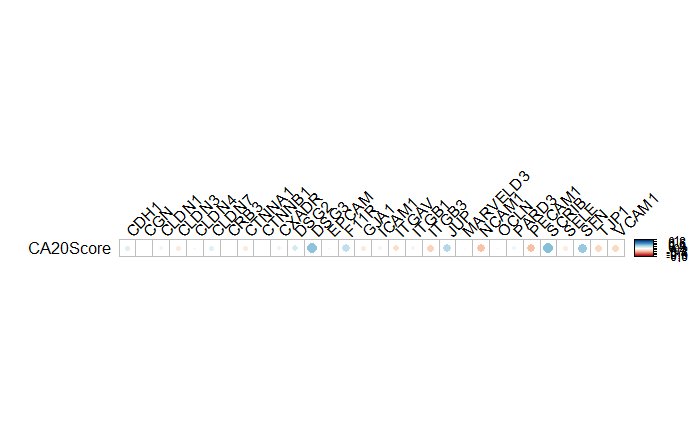 CDH1
CGN
CLDN1
CLDN3
CLDN4
CLDN7
CRB3
CTNNA1
CTNNB1
CXADR
DSG2
DSG3
EPCAM
F11R
GJA1
ICAM1
ITGAV
ITGB1
ITGB3
JUP
MARVELD3
NCAM1
OCLN
PARD3
PECAM1
SCRIB
SELE
SFN
TJP1
VCAM1
CA20Score